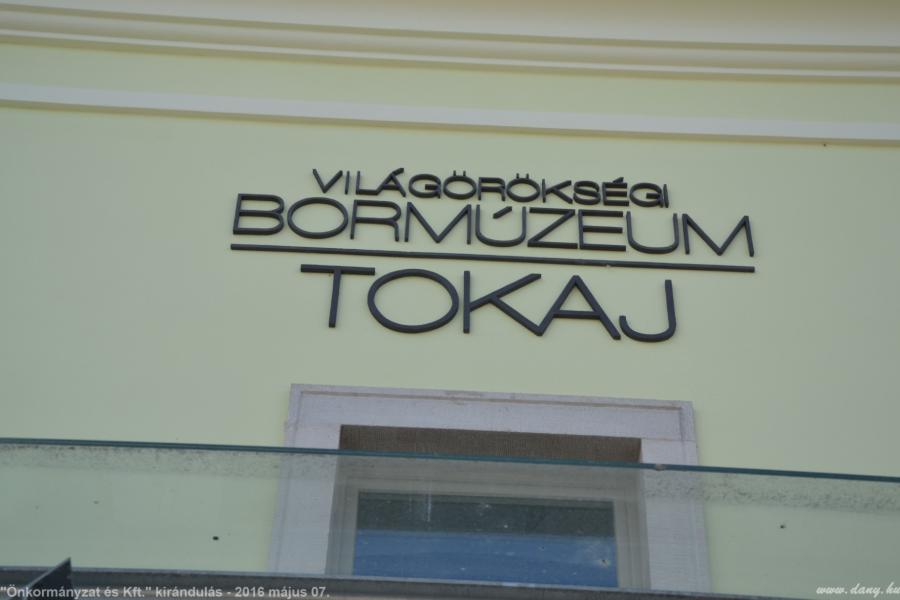 VILÁGÖRÖKSÉGI
BORMÚZEUM
TOKAJ
"Önkormányzat és Kft." kirándulás - 2016 május 07.
www.dany.hu